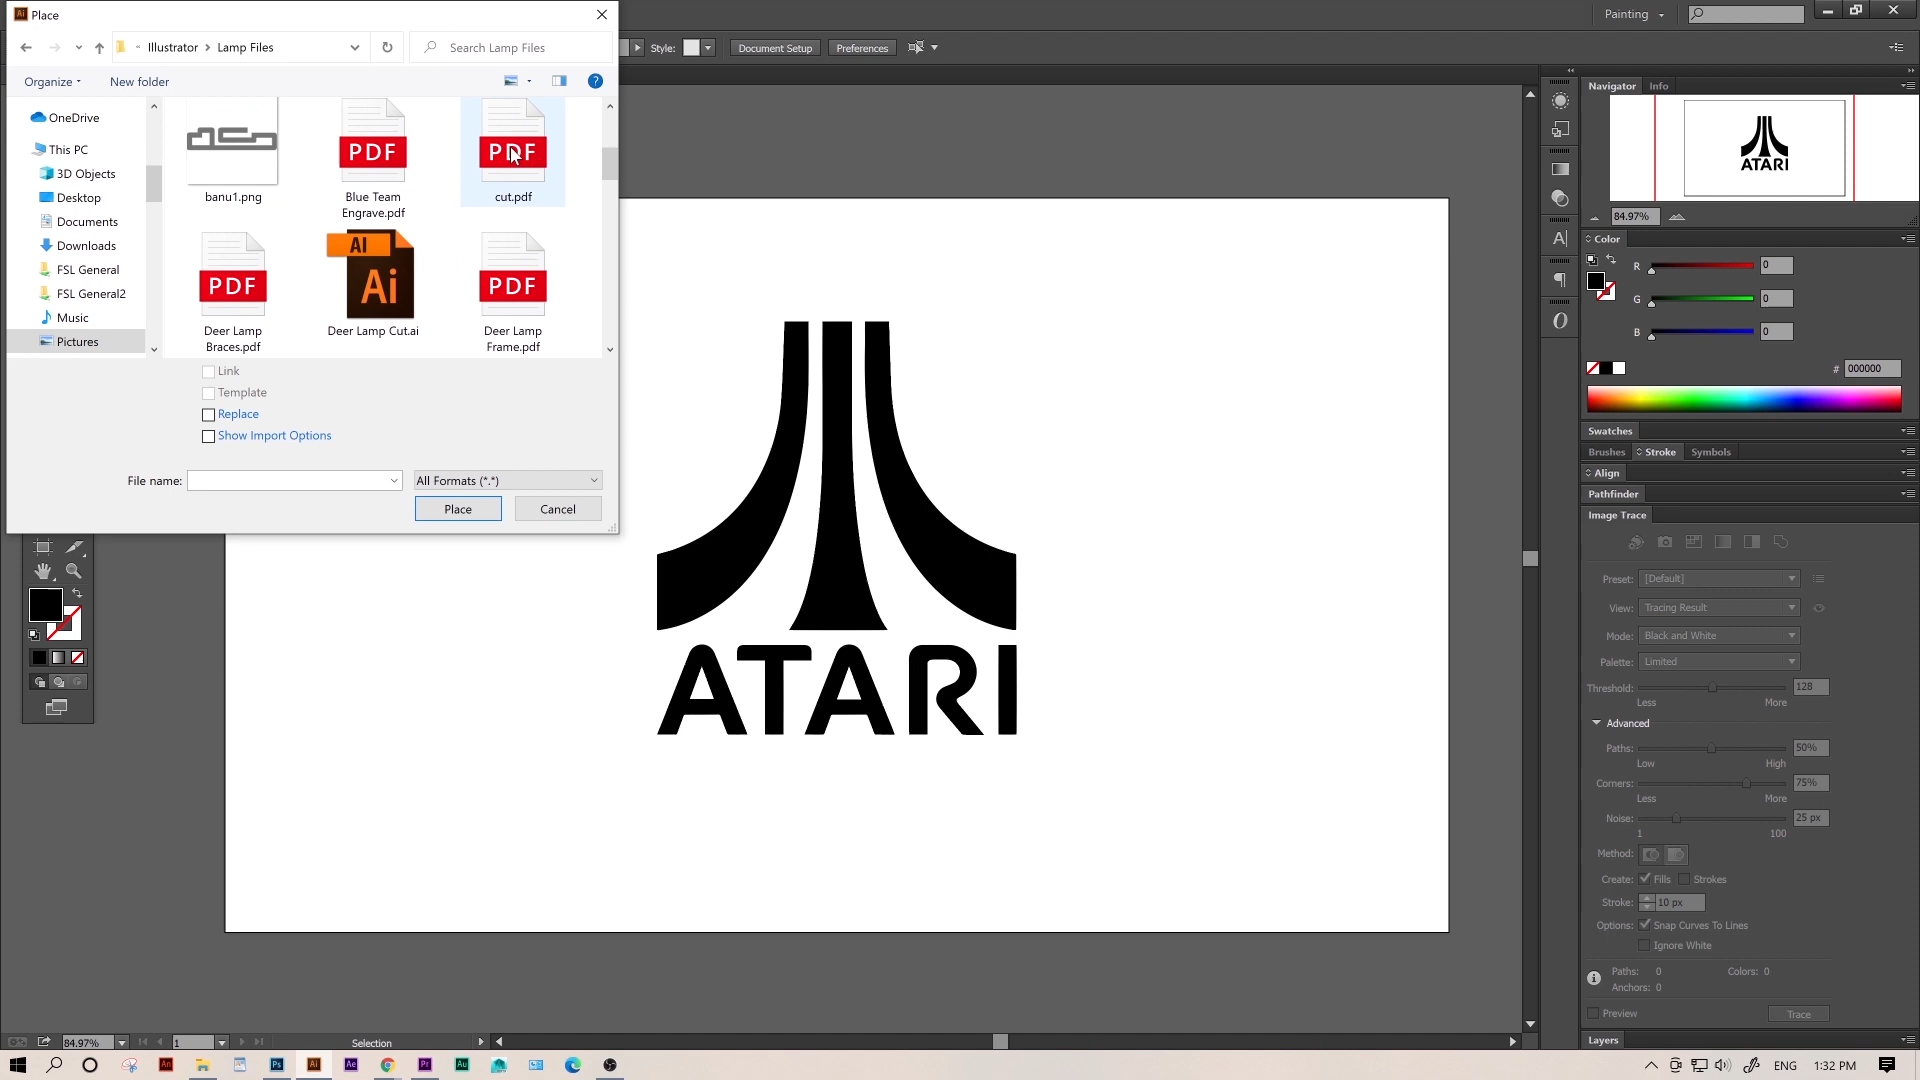 Place
Illustrator
Lamp Files
Search Lamp Files
Organize
New folder
OneDrive
This PC
3D Objects
Desktop
Documents
Downloads
FSL General
FSL General2
Music
Pictures
PDF
PDF
banu1.png
Blue Team
Engrave.pdf
cut.pdf
PDF
AI
Ai
PDF
Deer Lamp
Braces.pdf
Deer Lamp Cut.ai
Deer Lamp
Frame.pdf
Link
Template
Replace
Show Import Options
File name:
All Formats (*.*)
Place
Cancel
Style:
Document Setup
Preferences
Painting
ATARI
Navigator
Info
ATARI
84.97%
Color
R
0
G
0
B
0
# 000000
Swatches
Brushes
Stroke
Symbols
Align
Pathfinder
Image Trace
Preset: [Default]
View: Tracing Result
Mode: Black and White
Palette: Limited
Threshold: 128
Less More
Advanced
Paths: 50%
Low High
Corners: 75%
Less More
Noise: 25 px
1 100
Method:
Create: Fills Strokes
Stroke: 10 px
Options: Snap Curves To Lines
Ignore White
Paths: 0 Colors: 0
Anchors: 0
Preview
Trace
Layers
84.97%
1
Selection
An
Ps
Ai
Ae
Pr
Au
ENG
1:32 PM